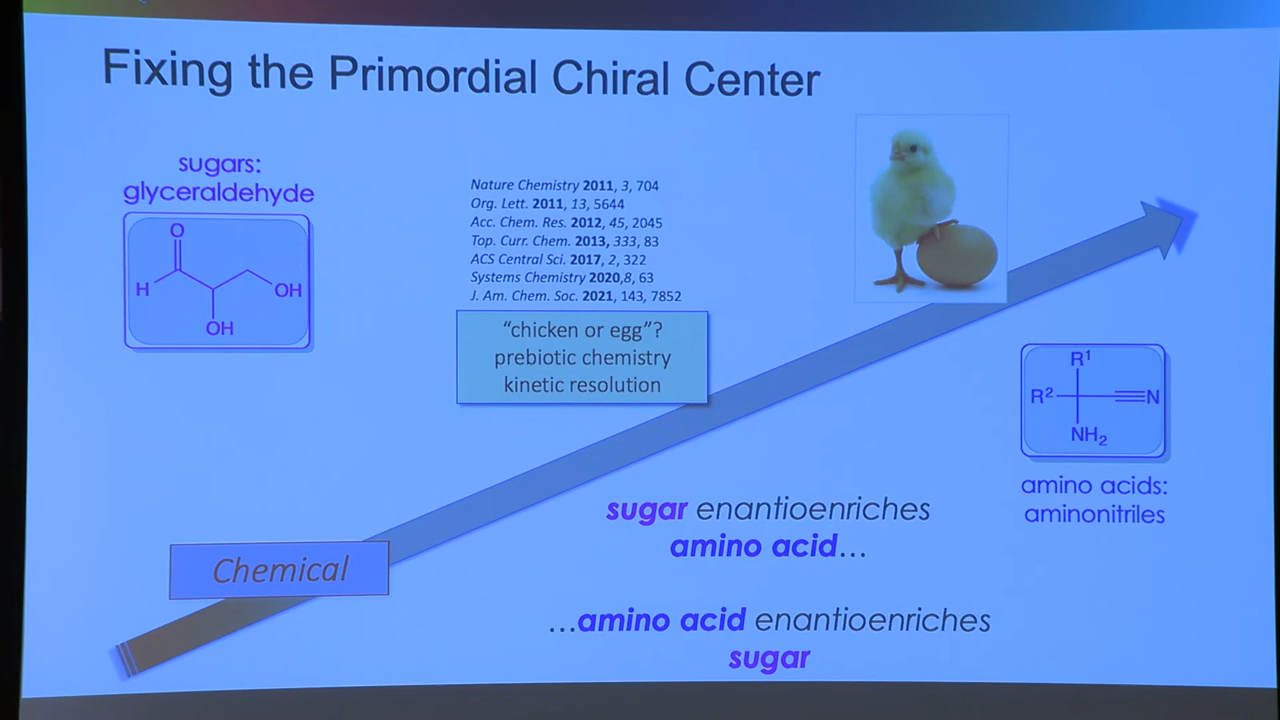 Fixing the Primordial Chiral Center
sugars:
glyceraldehyde
O
H
OH
OH
Nature Chemistry 2011, 3, 704
Org. Lett. 2011, 13, 5644
Acc. Chem. Res. 2012, 45, 2045
Top. Curr. Chem. 2013, 333, 83
ACS Central Sci. 2017, 2, 322
Systems Chemistry 2020,8, 63
J. Am. Chem. Soc. 2021, 143, 7852
“chicken or egg”?
prebiotic chemistry
kinetic resolution
R¹
R² N
NH₂
amino acids:
aminonitriles
sugar enantioenriches
amino acid…
Chemical
…amino acid enantioenriches
sugar